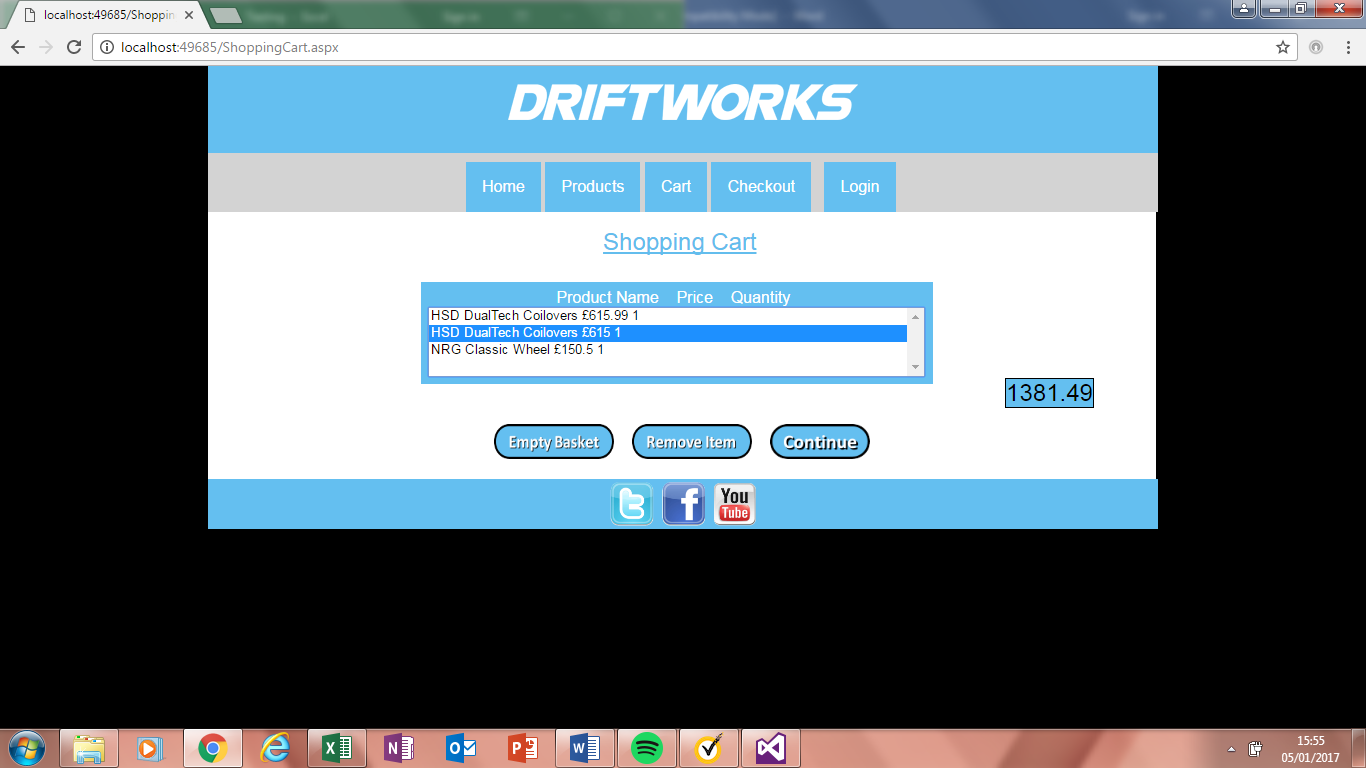 localhost:49685/Shoppin
localhost:49685/ShoppingCart.aspx
DRIFTWORKS
Home Products Cart Checkout Login
Shopping Cart
Product Name Price Quantity
HSD DualTech Coilovers £615.99 1
HSD DualTech Coilovers £615 1
NRG Classic Wheel £150.5 1
1381.49
Empty Basket Remove Item Continue
You
Tube
15:55
05/01/2017